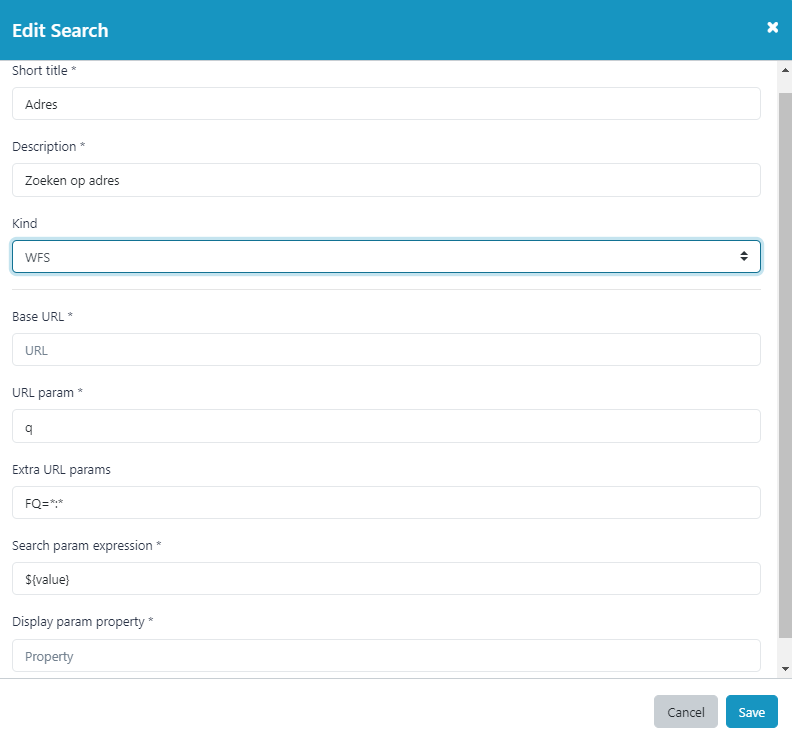 Edit Search
Short title *
Adres
Description *
Zoeken op adres
Kind
WFS
Base URL *
URL
URL param *
q
Extra URL params
FQ=*:*
Search param expression *
${value}
Display param property *
Property
Cancel
Save